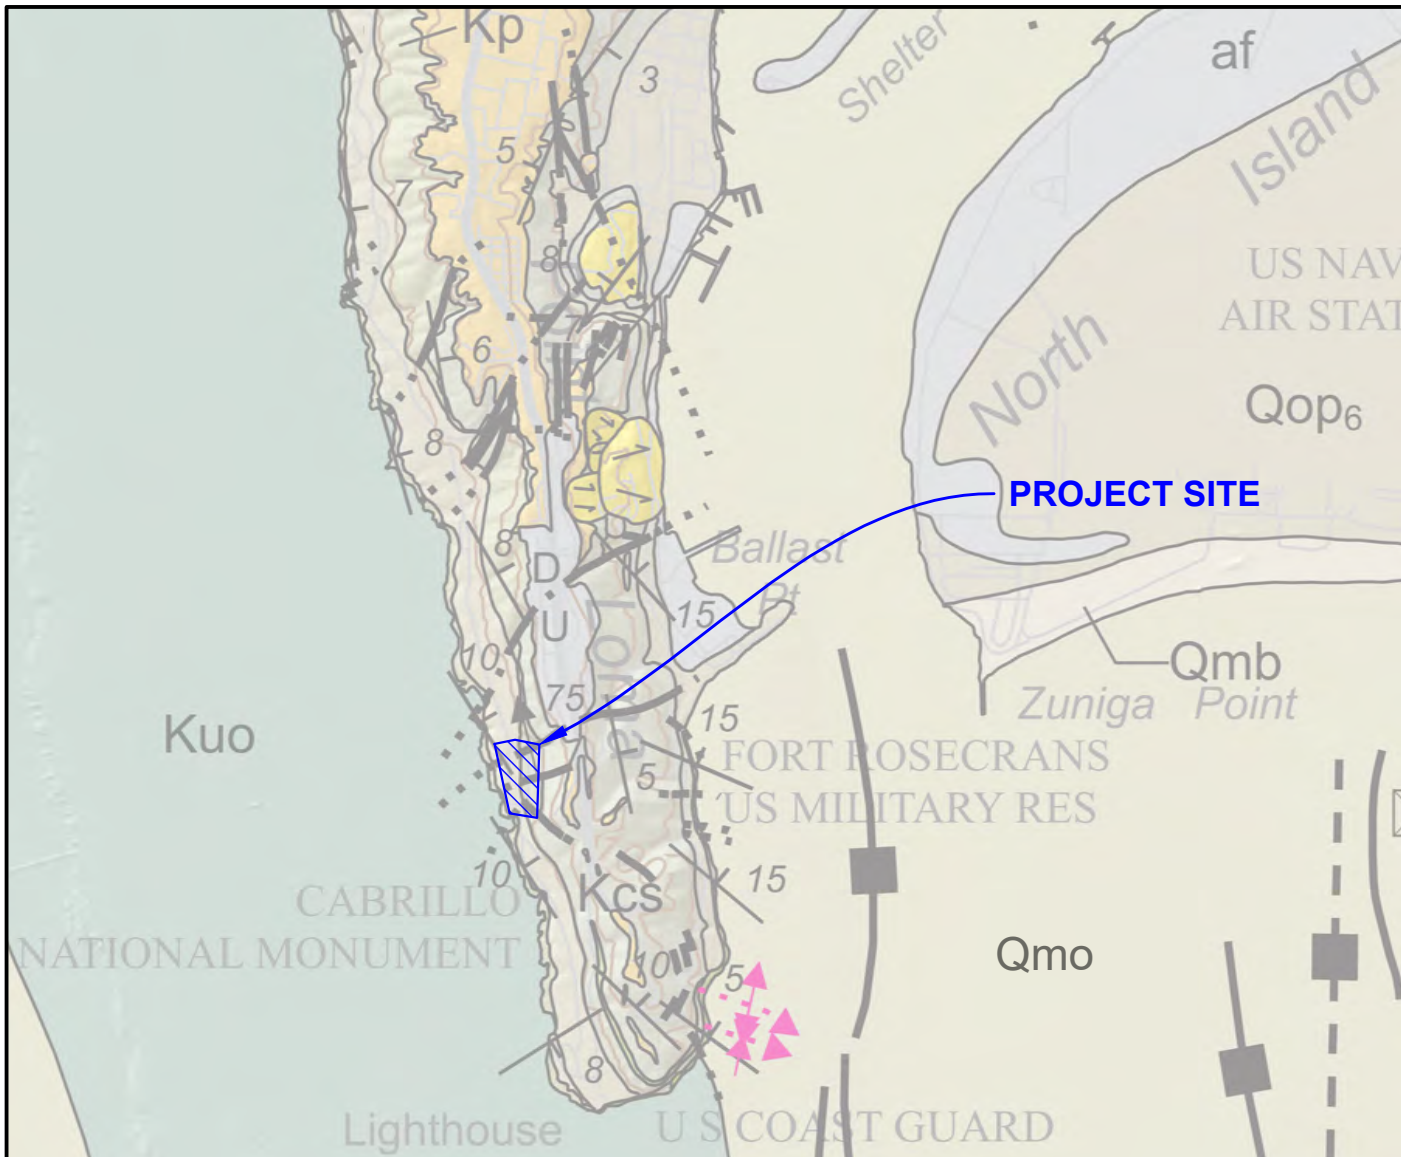 Kp
3
Shelter
af
Island
5
7
8
US NAV
AIR STAT
6
North
Qop6
8
PROJECT SITE
8
D
Ballast
Pt
U
15
Loma
10
Qmb
75
Zuniga Point
15
Kuo
FORT ROSECRANS
5
US MILITARY RES
10
15
CABRILLO
Kcs
NATIONAL MONUMENT
10
5
Qmo
8
Lighthouse
U S COAST GUARD